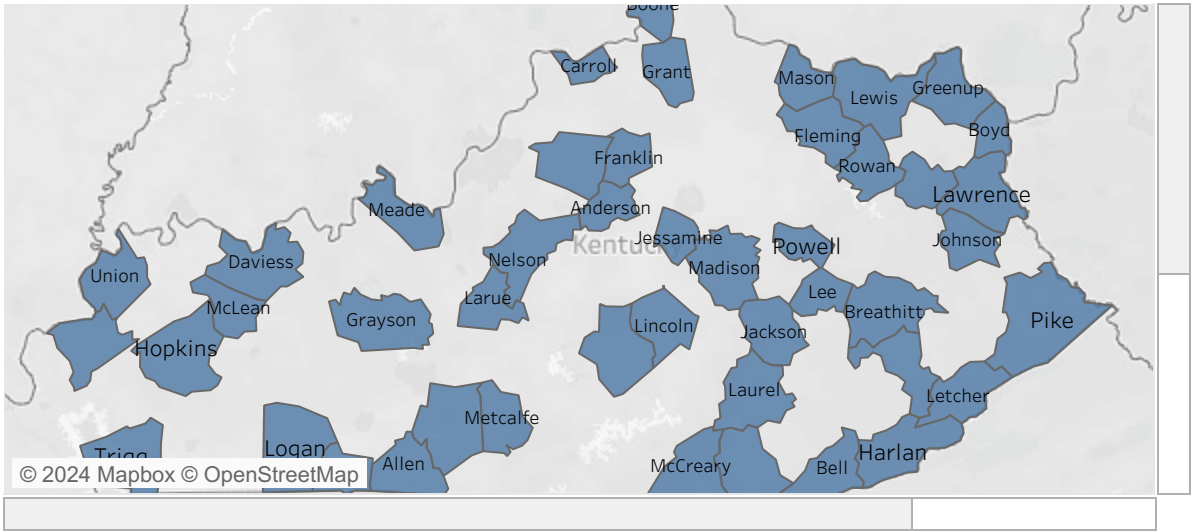 Boone
Carroll
Grant
Mason
Lewis
Greenup
Fleming
Boyd
Franklin
Rowan
Lawrence
Meade
Anderson
Kentucky
Jessamine
Powell
Johnson
Union
Daviess
Nelson
Madison
Larue
Lee
McLean
Grayson
Lincoln
Jackson
Breathitt
Pike
Hopkins
Laurel
Letcher
Metcalfe
Trigg
Logan
Allen
McCreary
Bell
Harlan
© 2024 Mapbox © OpenStreetMap